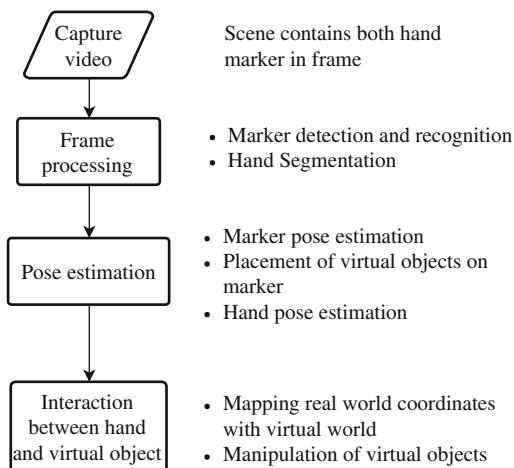 Capture
video
Scene contains both hand
marker in frame
Frame
processing
• Marker detection and recognition
• Hand Segmentation
Pose estimation
• Marker pose estimation
• Placement of virtual objects on
marker
• Hand pose estimation
Interaction
between hand
and virtual object
• Mapping real world coordinates
with virtual world
• Manipulation of virtual objects